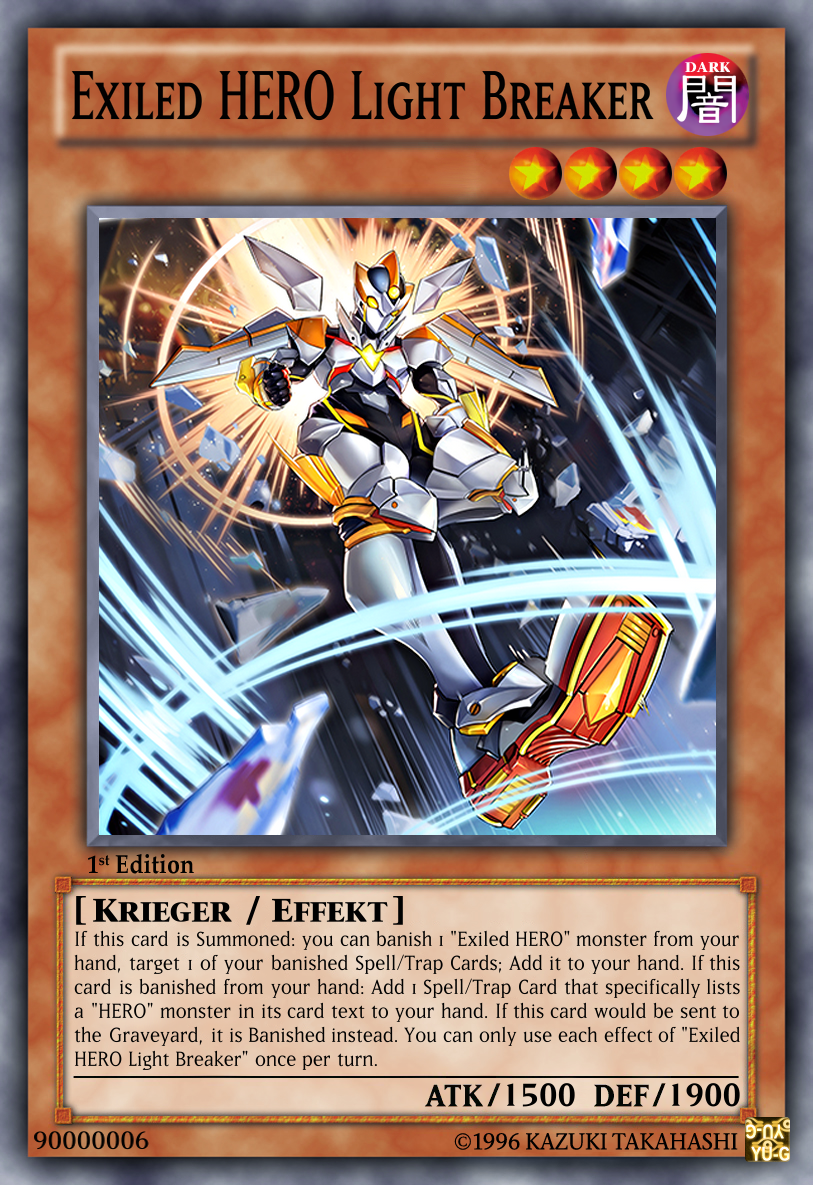 Exiled HERO Light Breaker
DARK
闇
1st Edition
[ Krieger / Effekt ]
If this card is Summoned: you can banish 1 "Exiled HERO" monster from your
hand, target 1 of your banished Spell/Trap Cards; Add it to your hand. If this
card is banished from your hand: Add 1 Spell/Trap Card that specifically lists
a "HERO" monster in its card text to your hand. If this card would be sent to
the Graveyard, it is Banished instead. You can only use each effect of "Exiled
HERO Light Breaker" once per turn.
ATK/1500 DEF/1900
90000006
©1996 KAZUKI TAKAHASHI
YU-G